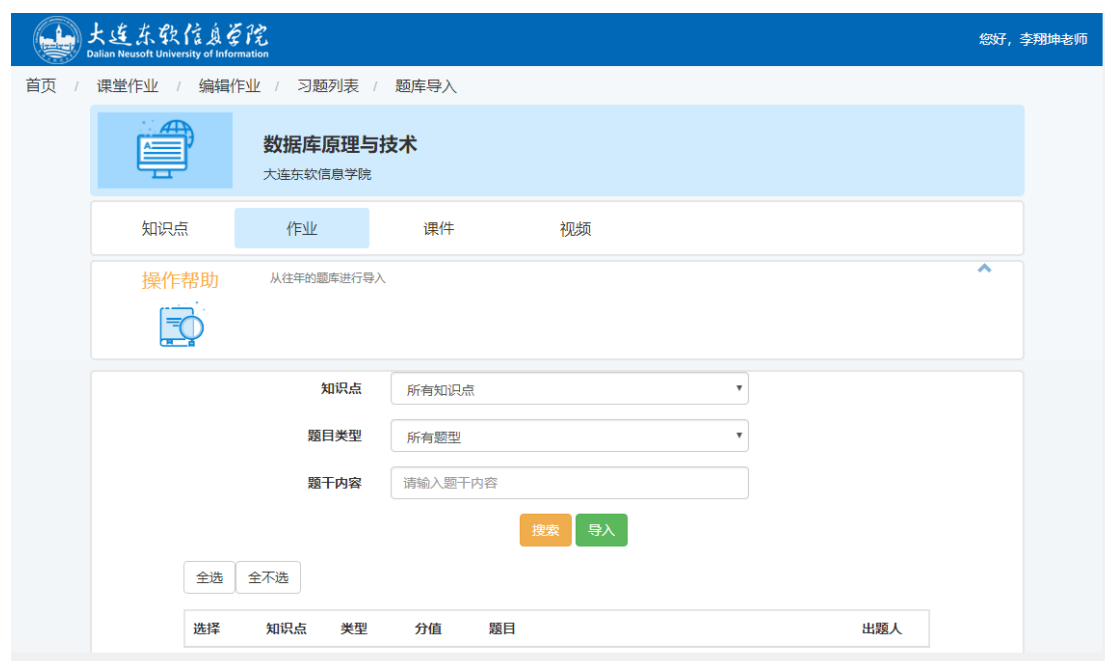 大连东软信息学院
Dalian Neusoft University of Information
您好，李翔坤老师
首页 / 课堂作业 / 编辑作业 / 习题列表 / 题库导入
数据库原理与技术
大连东软信息学院
知识点 作业 课件 视频
操作帮助 从往年的题库进行导入
知识点 所有知识点
题目类型 所有题型
题干内容 请输入题干内容
搜索 导入
全选 全不选
选择 知识点 类型 分值 题目 出题人